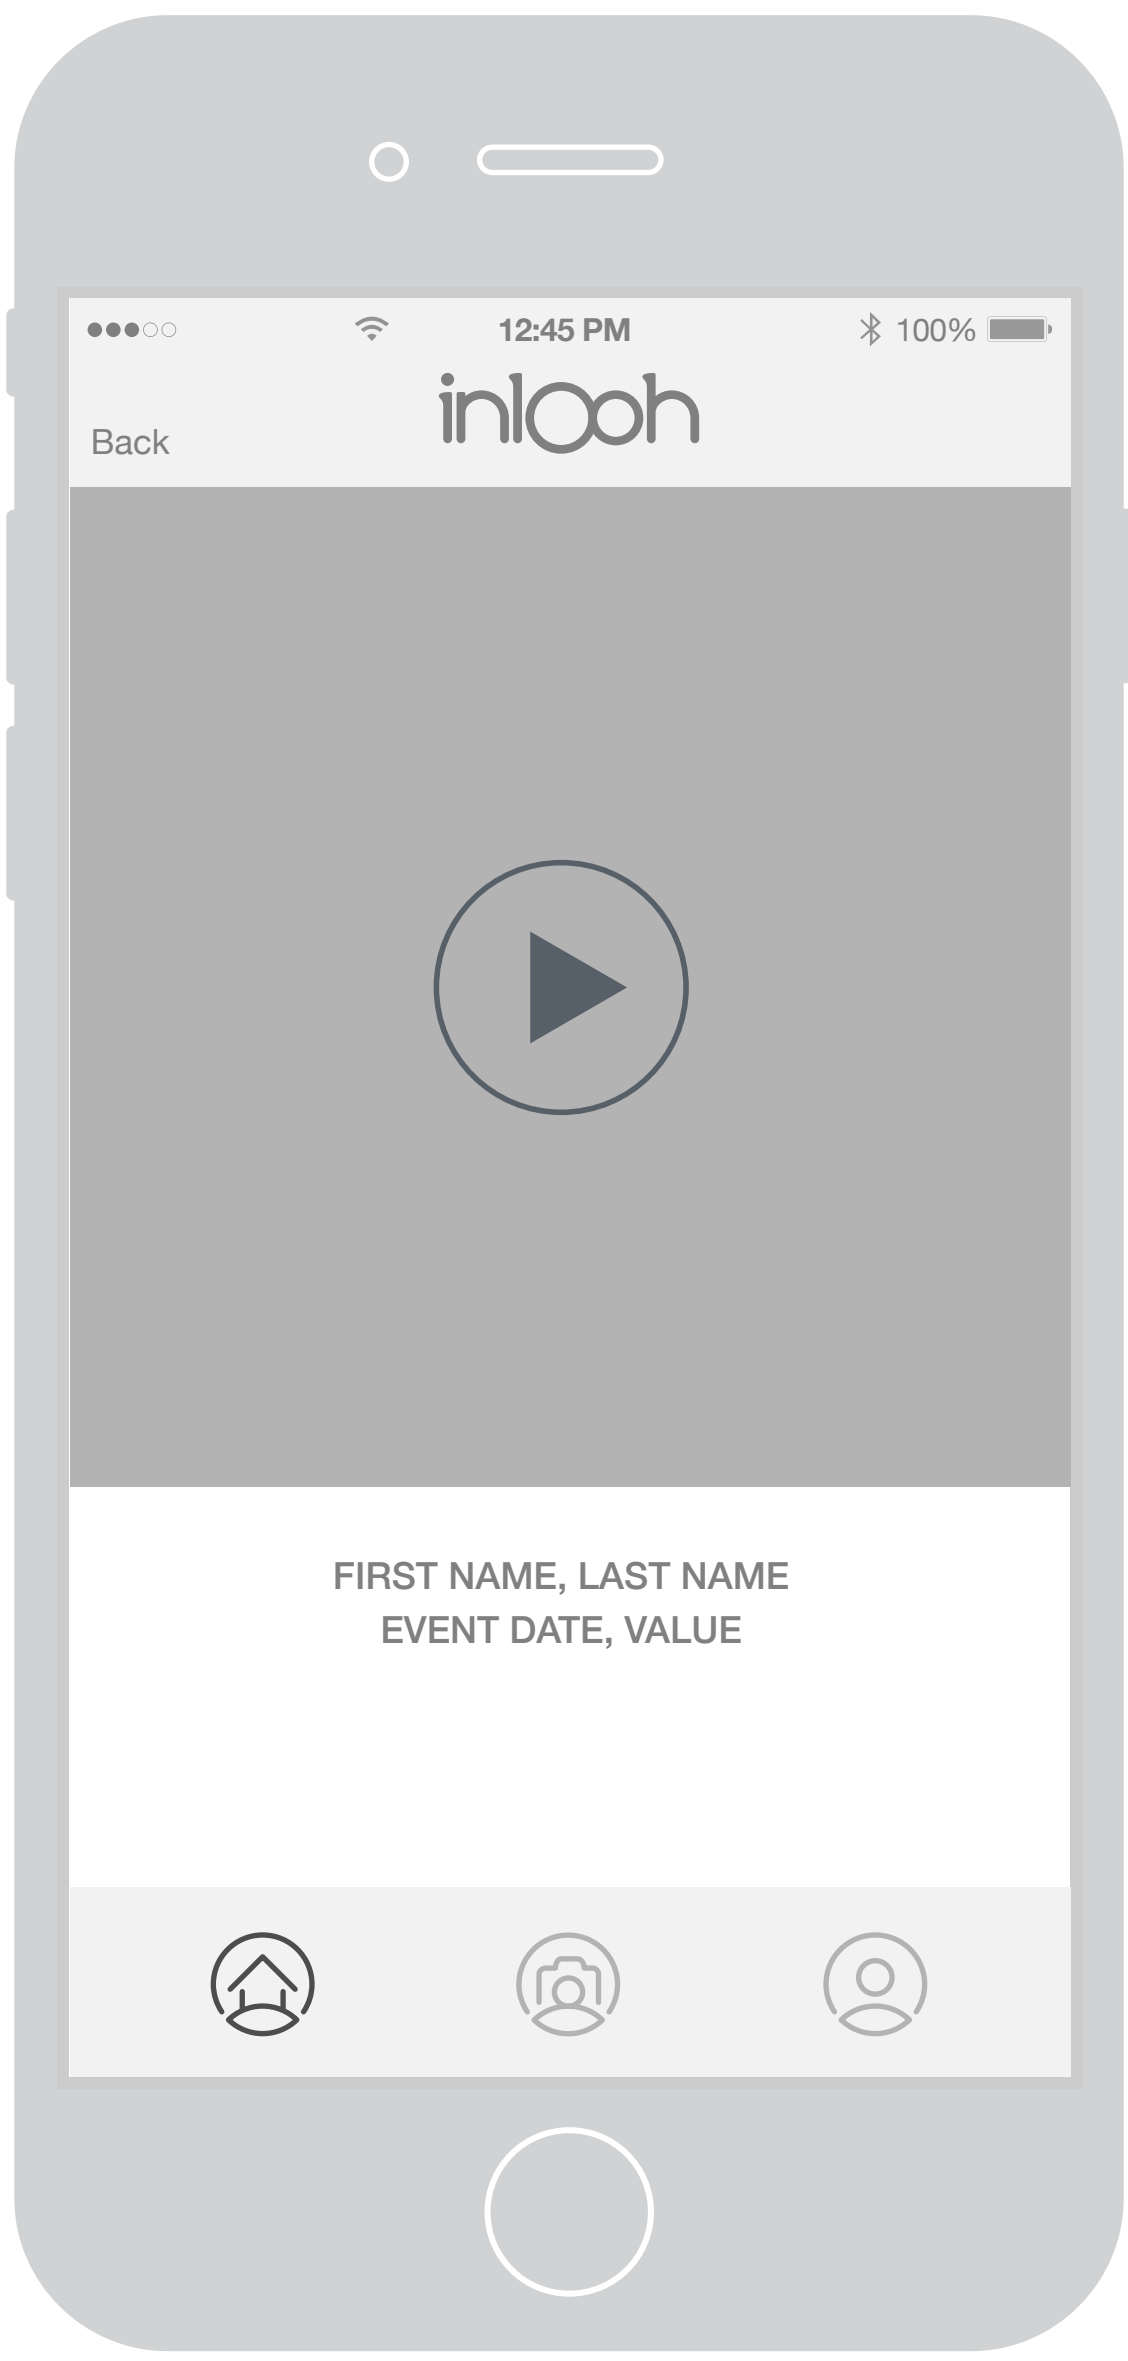 12:45 PM
100%
inlooh
Back
FIRST NAME, LAST NAME
EVENT DATE, VALUE